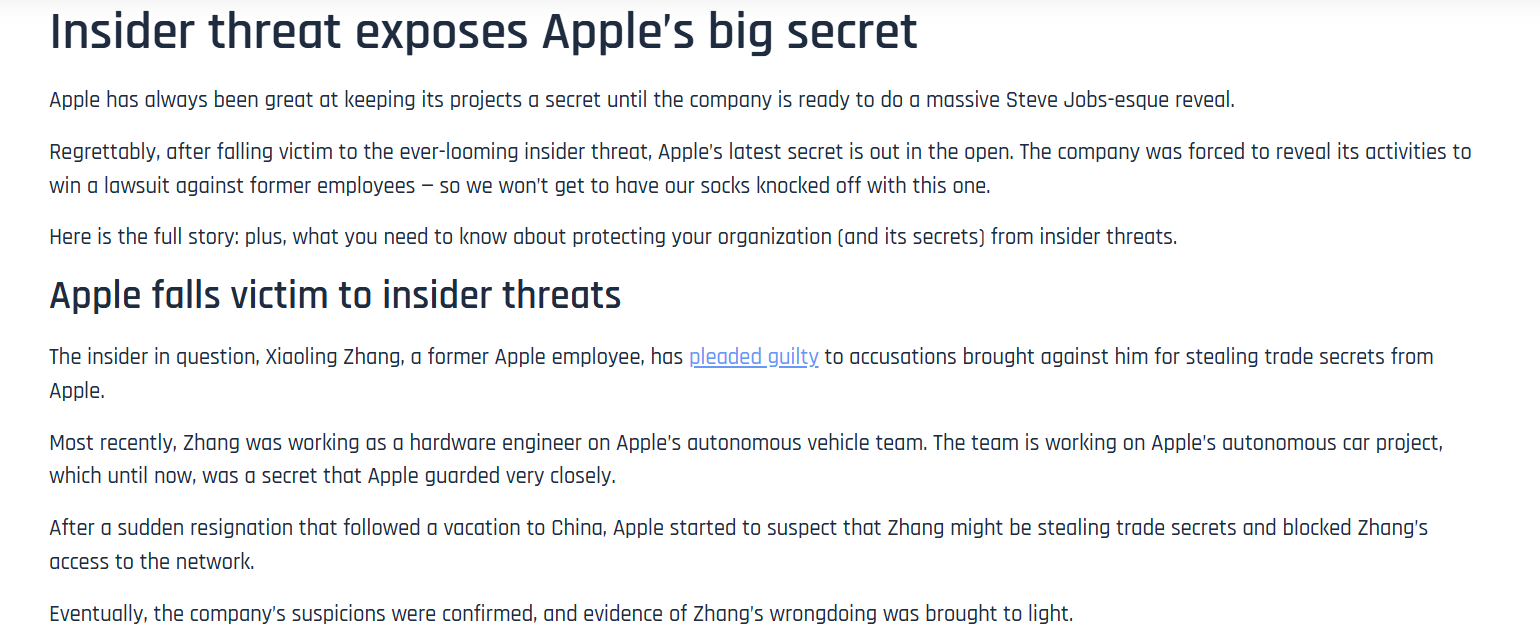 Insider threat exposes Apple's big secret
Apple has always been great at keeping its projects a secret until the company is ready to do a massive Steve Jobs-esque reveal.
Regrettably, after falling victim to the ever-looming insider threat, Apple's latest secret is out in the open. The company was forced to reveal its activities to
win a lawsuit against former employees – so we won't get to have our socks knocked off with this one.
Here is the full story: plus, what you need to know about protecting your organization (and its secrets) from insider threats.
Apple falls victim to insider threats
The insider in question, Xiaoling Zhang, a former Apple employee, has pleaded guilty to accusations brought against him for stealing trade secrets from
Apple.
Most recently, Zhang was working as a hardware engineer on Apple's autonomous vehicle team. The team is working on Apple's autonomous car project,
which until now, was a secret that Apple guarded very closely.
After a sudden resignation that followed a vacation to China, Apple started to suspect that Zhang might be stealing trade secrets and blocked Zhang's
access to the network.
Eventually, the company's suspicions were confirmed, and evidence of Zhang's wrongdoing was brought to light.